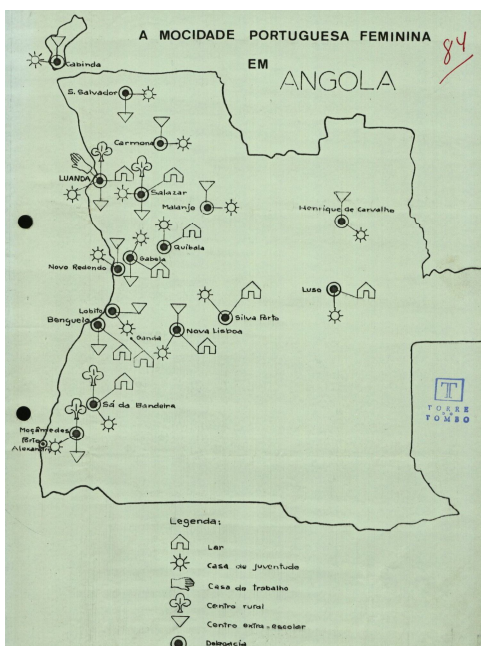 A MOCIDADE PORTUGUESA FEMININA
84
EM
ANGOLA
Cabinda
S. Salvador
Carmona
LUANDA
Salazar
Malanje
Henrique de Carvalho
Quibala
Gabela
Novo Redondo
Luso
Lobito
Silva Porto
Benguela
Ganda
Nova Lisboa
Sá da Bandeira
T
TORRE
DO
TOMBO
Moçâmedes
Porto
Alexandre
Legenda:
Lar
Casa de juventude
Casa de trabalho
Centro rural
Centro extra-escolar
Delegancia